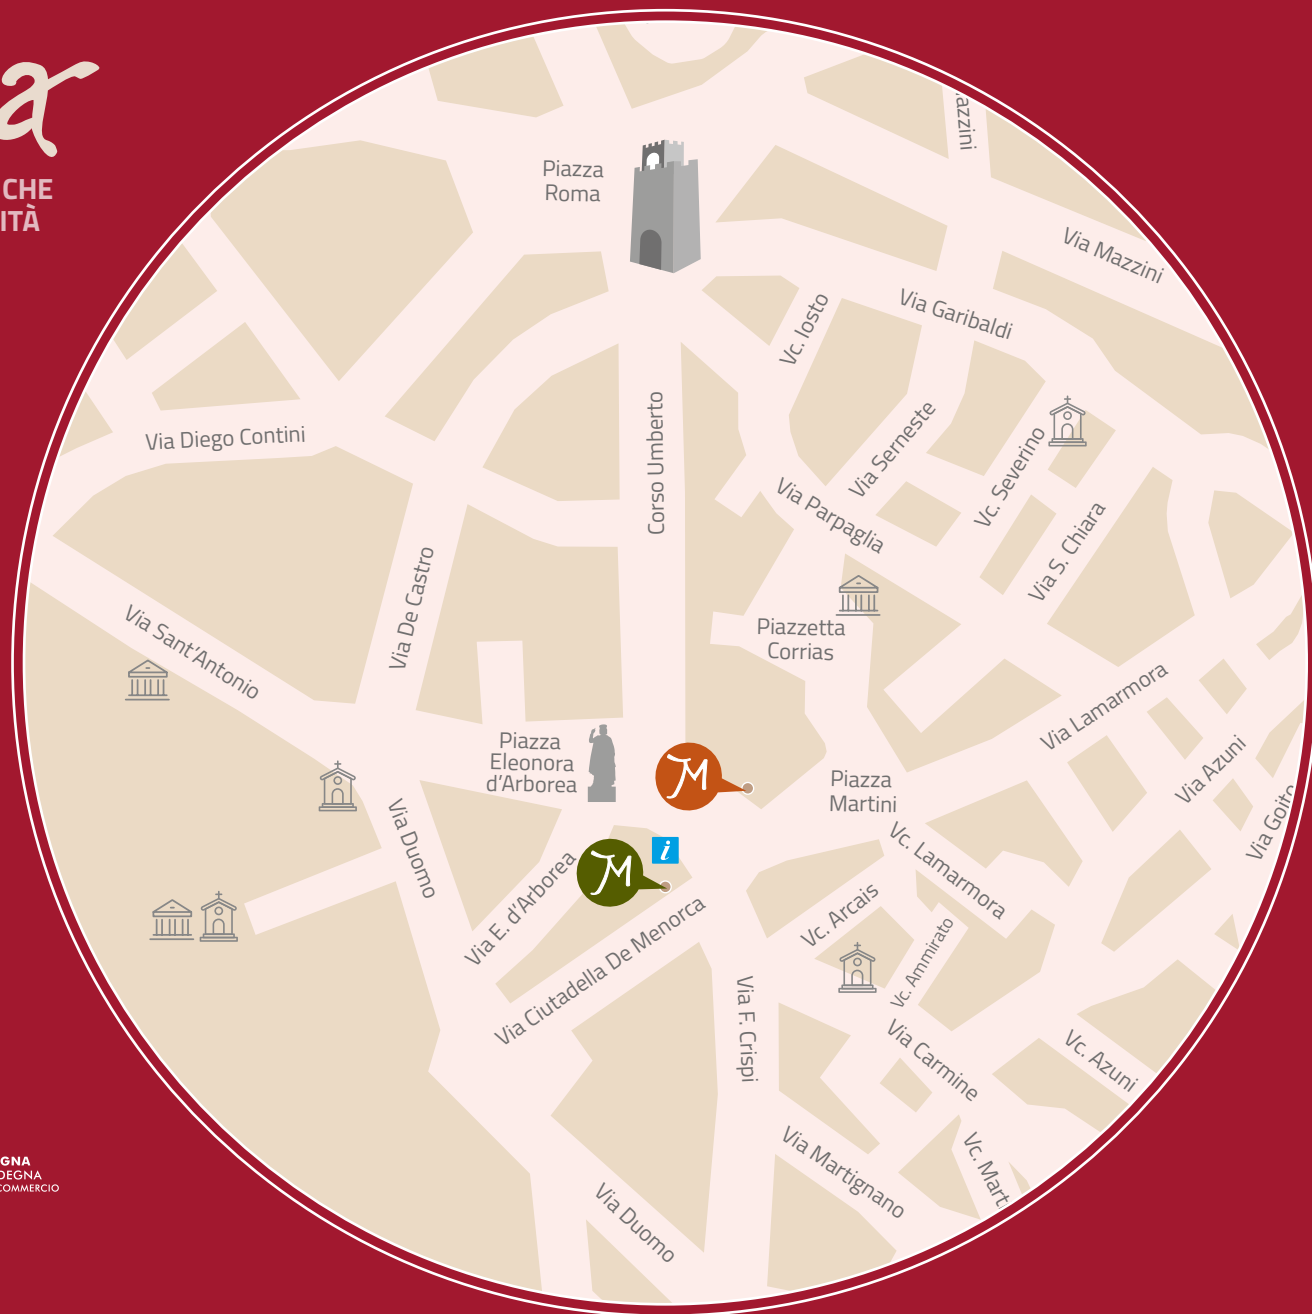 a
CHE
ITÀ
Piazza
Roma
azzini
Via Mazzini
Via Garibaldi
Vc. Iosto
Via Diego Contini
Corso Umberto
Via Serneste
Vc. Severino
Via Parpaglia
Via S. Chiara
Via De Castro
Via Sant'Antonio
Piazzetta
Corrias
Via Lamarmora
Piazza
Eleonora
d'Arborea
M
Piazza
Martini
Via Azuni
Via Goito
Via Duomo
Via E. d'Arborea
M
i
Vc. Lamarmora
Vc. Arcais
Via Ciutadella De Menorca
Vc. Ammirato
Via F. Crispi
Via Carmine
Vc. Azuni
Via Martignano
Vc. Mart
Via Duomo
GNA
DEGNA
COMMERCIO